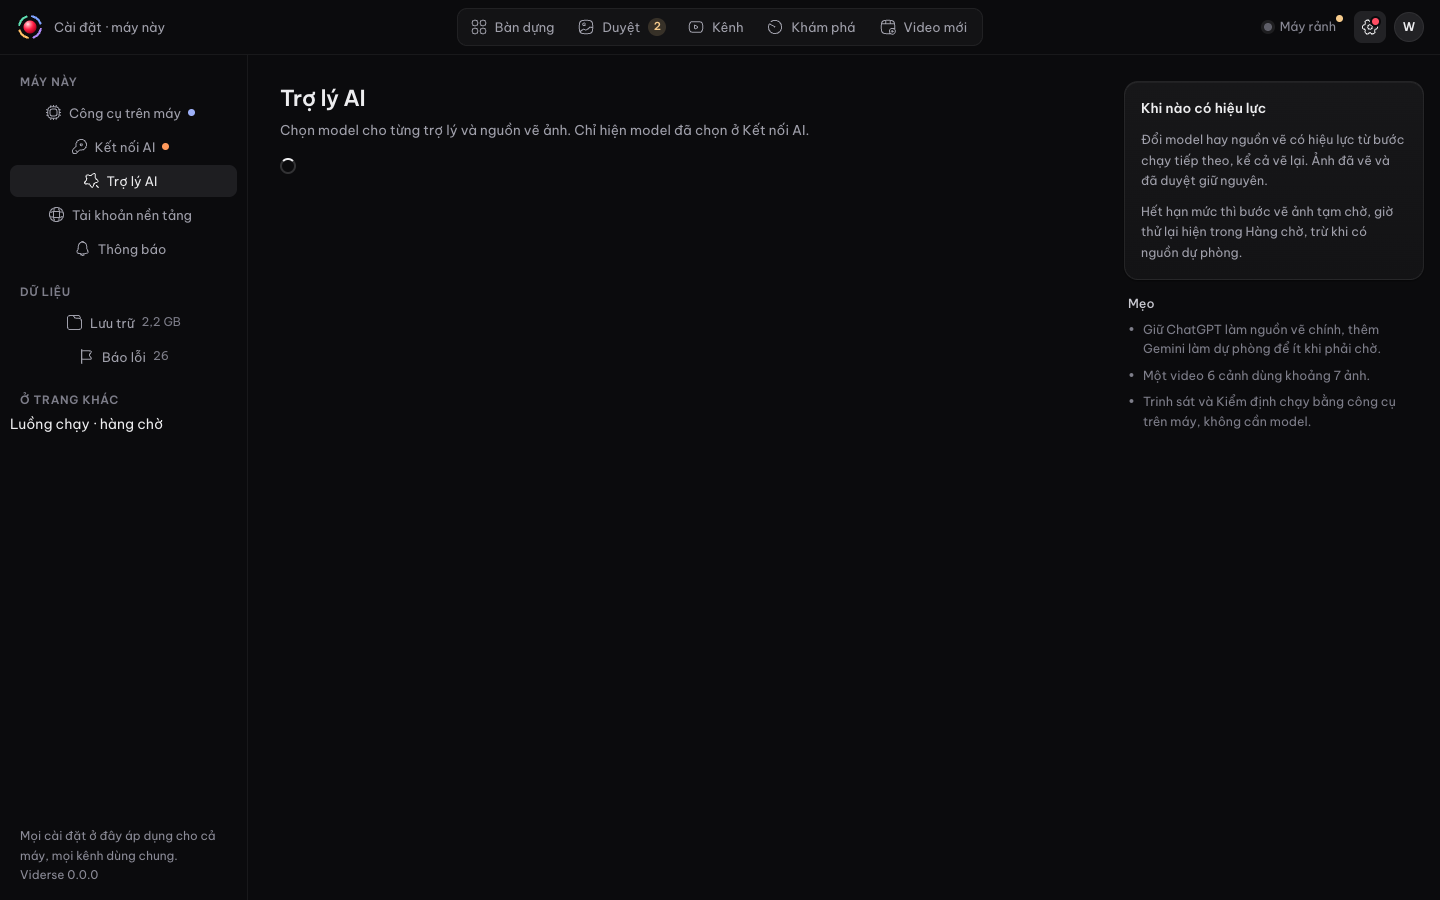 Cài đặt · máy này
Bàn dựng
Duyệt 2
Kênh
Khám phá
Video mới
Máy rảnh
W
MÁY NÀY
Công cụ trên máy
Kết nối AI
Trợ lý AI
Tài khoản nền tảng
Thông báo
DỮ LIỆU
Lưu trữ 2,2 GB
Báo lỗi 26
Ở TRANG KHÁC
Luồng chạy · hàng chờ
Mọi cài đặt ở đây áp dụng cho cả
máy, mọi kênh dùng chung.
Viderse 0.0.0
Trợ lý AI
Chọn model cho từng trợ lý và nguồn vẽ ảnh. Chỉ hiện model đã chọn ở Kết nối AI.
Khi nào có hiệu lực
Đổi model hay nguồn vẽ có hiệu lực từ bước
chạy tiếp theo, kể cả vẽ lại. Ảnh đã vẽ và
đã duyệt giữ nguyên.
Hết hạn mức thì bước vẽ ảnh tạm chờ, giờ
thử lại hiện trong Hàng chờ, trừ khi có
nguồn dự phòng.
Mẹo
• Giữ ChatGPT làm nguồn vẽ chính, thêm
Gemini làm dự phòng để ít khi phải chờ.
• Một video 6 cảnh dùng khoảng 7 ảnh.
• Trinh sát và Kiểm định chạy bằng công cụ
trên máy, không cần model.